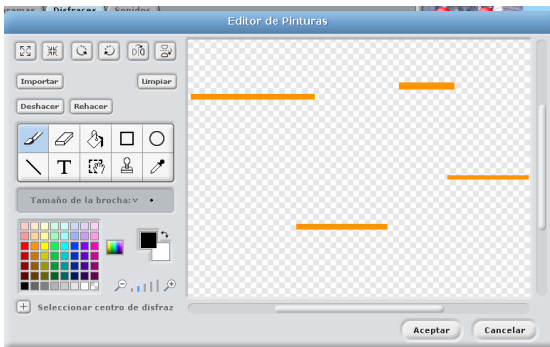 ramas Disfraces Sonidos
Editor de Pinturas
Importar Limpiar
Deshacer Rehacer
T
Tamaño de la brocha:
Seleccionar centro de disfraz
Aceptar Cancelar